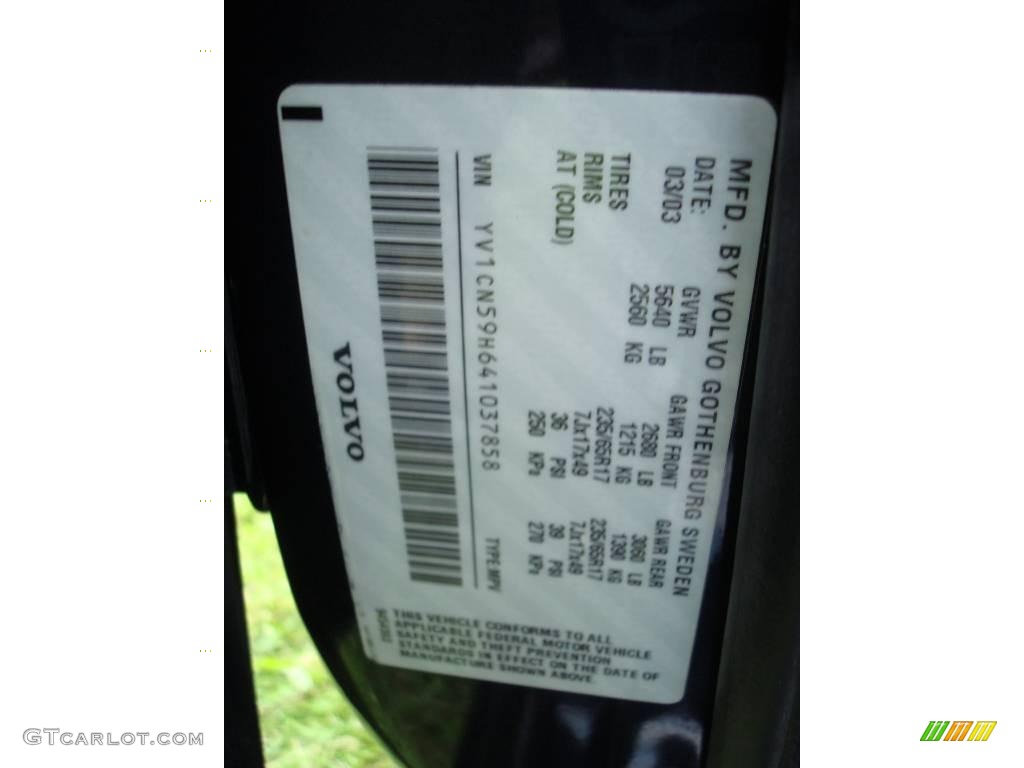 MFD. BY VOLVO GOTHENBURG SWEDEN
DATE: GVWR GAWR FRONT GAWR REAR
03/03 5640 LB 2680 LB 3060 LB
2560 KG 1215 KG 1390 KG
TIRES 235/65R17 235/65R17
RIMS 7Jx17x49 7Jx17x49
AT (COLD) 36 PSI 39 PSI
250 KPa 270 KPa
VIN YV1CN59H641037858 TYPE:MPV
VOLVO
THIS VEHICLE CONFORMS TO ALL
APPLICABLE FEDERAL MOTOR VEHICLE
SAFETY AND THEFT PREVENTION
STANDARDS IN EFFECT ON THE DATE OF
MANUFACTURE SHOWN ABOVE.
GTCARLOT.COM